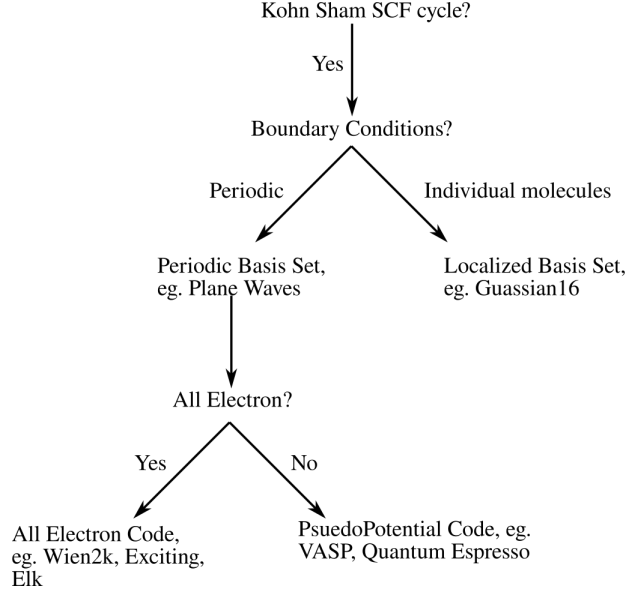 Kohn Sham SCF cycle?
Yes
Boundary Conditions?
Periodic
Individual molecules
Periodic Basis Set,
eg. Plane Waves
Localized Basis Set,
eg. Guassian16
All Electron?
Yes
No
All Electron Code,
eg. Wien2k, Exciting,
Elk
PsuedoPotential Code, eg.
VASP, Quantum Espresso